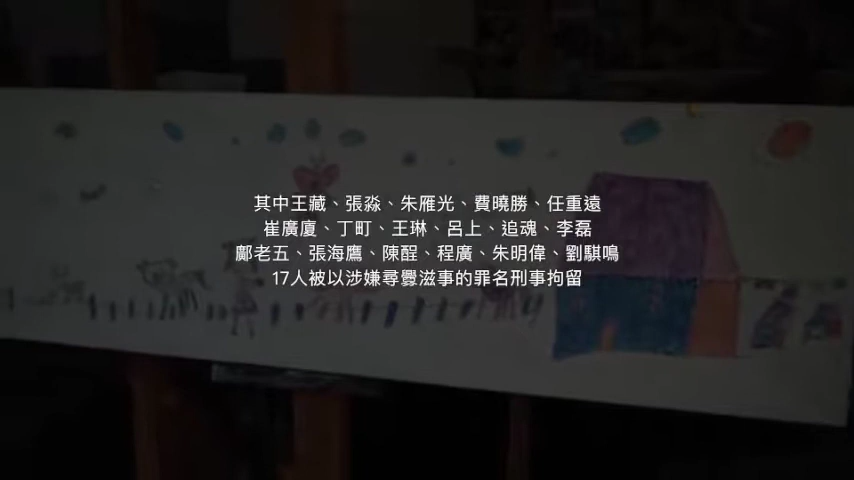 其中王藏、張淼、朱雁光、費曉勝、任重遠
崔廣廈、丁町、王琳、呂上、追魂、李磊
鄺老五、張海鷹、陳酲、程廣、朱明偉、劉騏鳴
17人被以涉嫌尋釁滋事的罪名刑事拘留